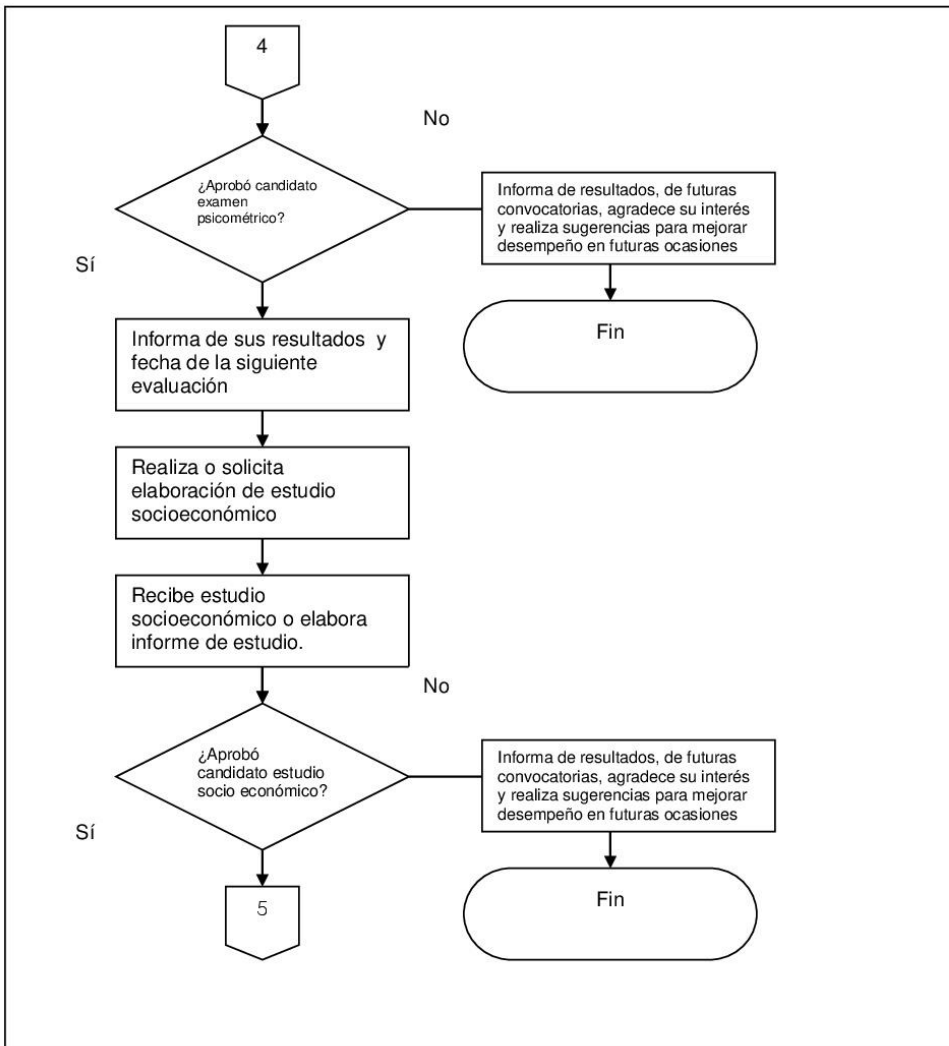 4
No
¿Aprobó candidato
examen
psicométrico?
Informa de resultados, de futuras
convocatorias, agradece su interés
y realiza sugerencias para mejorar
desempeño en futuras ocasiones
Sí
Fin
Informa de sus resultados y
fecha de la siguiente
evaluación
Realiza o solicita
elaboración de estudio
socioeconómico
Recibe estudio
socioeconómico o elabora
informe de estudio.
No
¿Aprobó
candidato estudio
socio económico?
Informa de resultados, de futuras
convocatorias, agradece su interés
y realiza sugerencias para mejorar
desempeño en futuras ocasiones
Sí
Fin
5